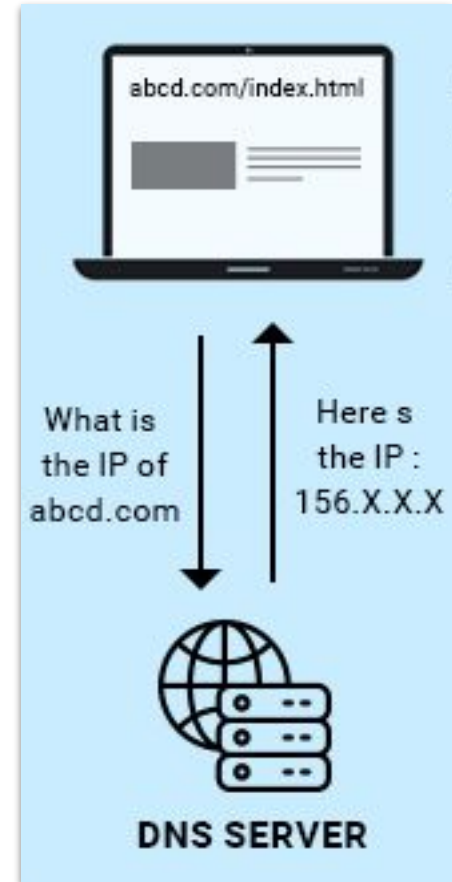 abcd.com/index.html
What is
the IP of
abcd.com
Here s
the IP :
156.X.X.X
DNS SERVER